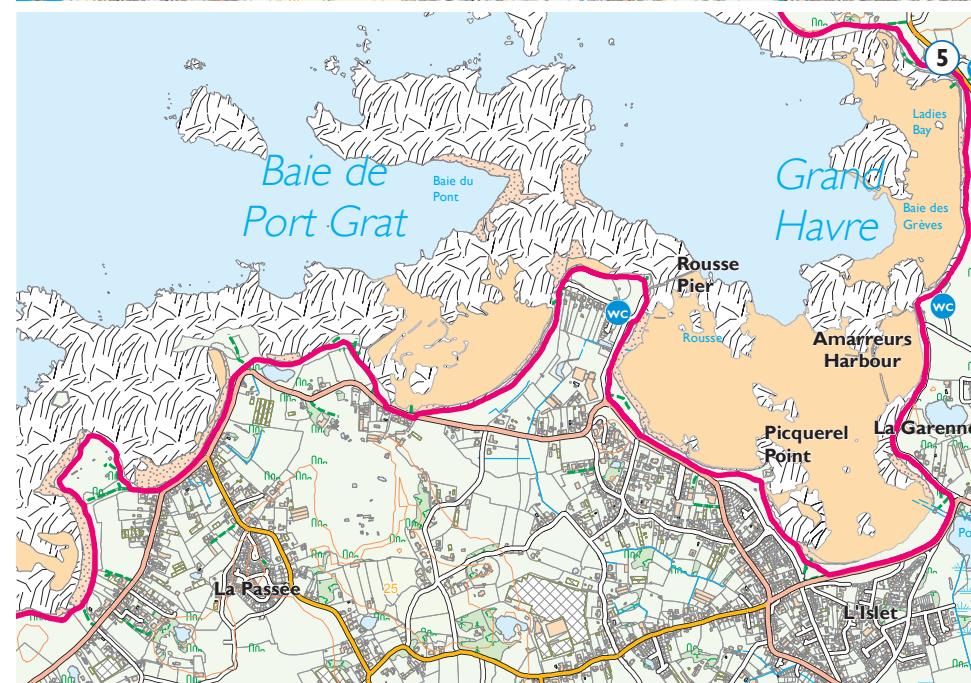 5
Ladies
Bay
Baie de
Port Grat
Baie du
Pont
Grand
Havre
Baie des
Grèves
Rousse
Pier
WC
WC
Rousse
Amarreurs
Harbour
La Garenne
Picquerel
Point
La Passée
25
L'Islet